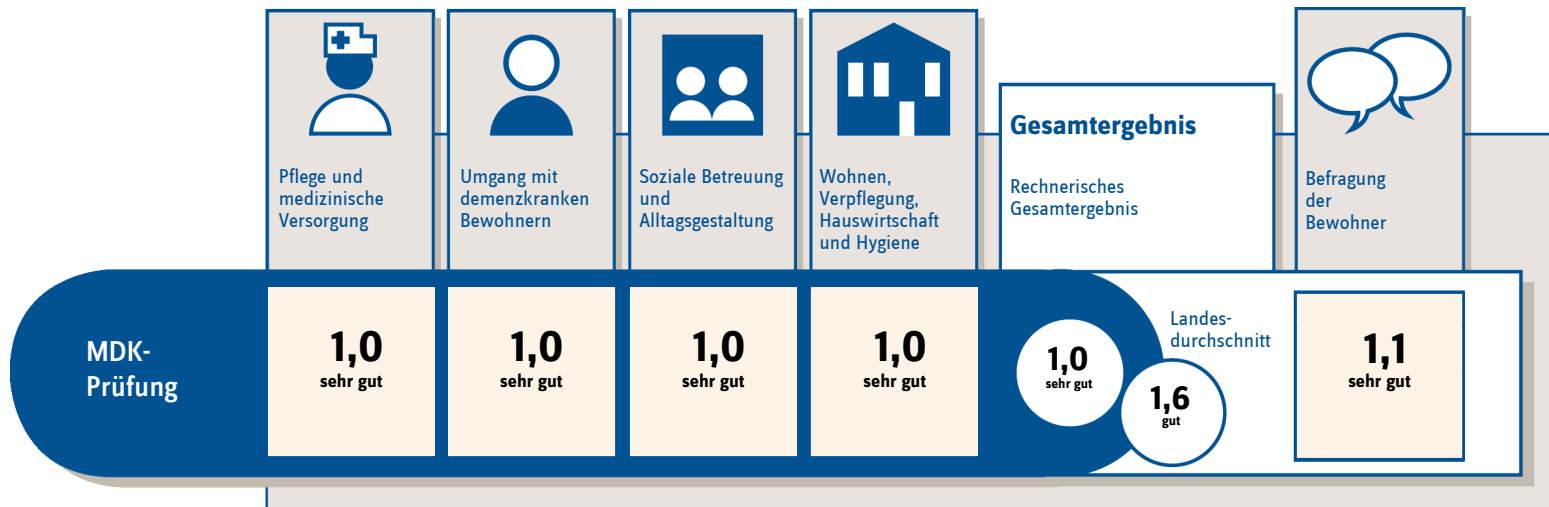 Pflege und
medizinische
Versorgung
Umgang mit
demenzkranken
Bewohnern
Soziale Betreuung
und
Alltagsgestaltung
Wohnen,
Verpflegung,
Hauswirtschaft
und Hygiene
Gesamtergebnis
Rechnerisches
Gesamtergebnis
Befragung
der
Bewohner
MDK-
Prüfung
1,0
sehr gut
1,0
sehr gut
1,0
sehr gut
1,0
sehr gut
1,0
sehr gut
Landes-
durchschnitt
1,6
gut
1,1
sehr gut